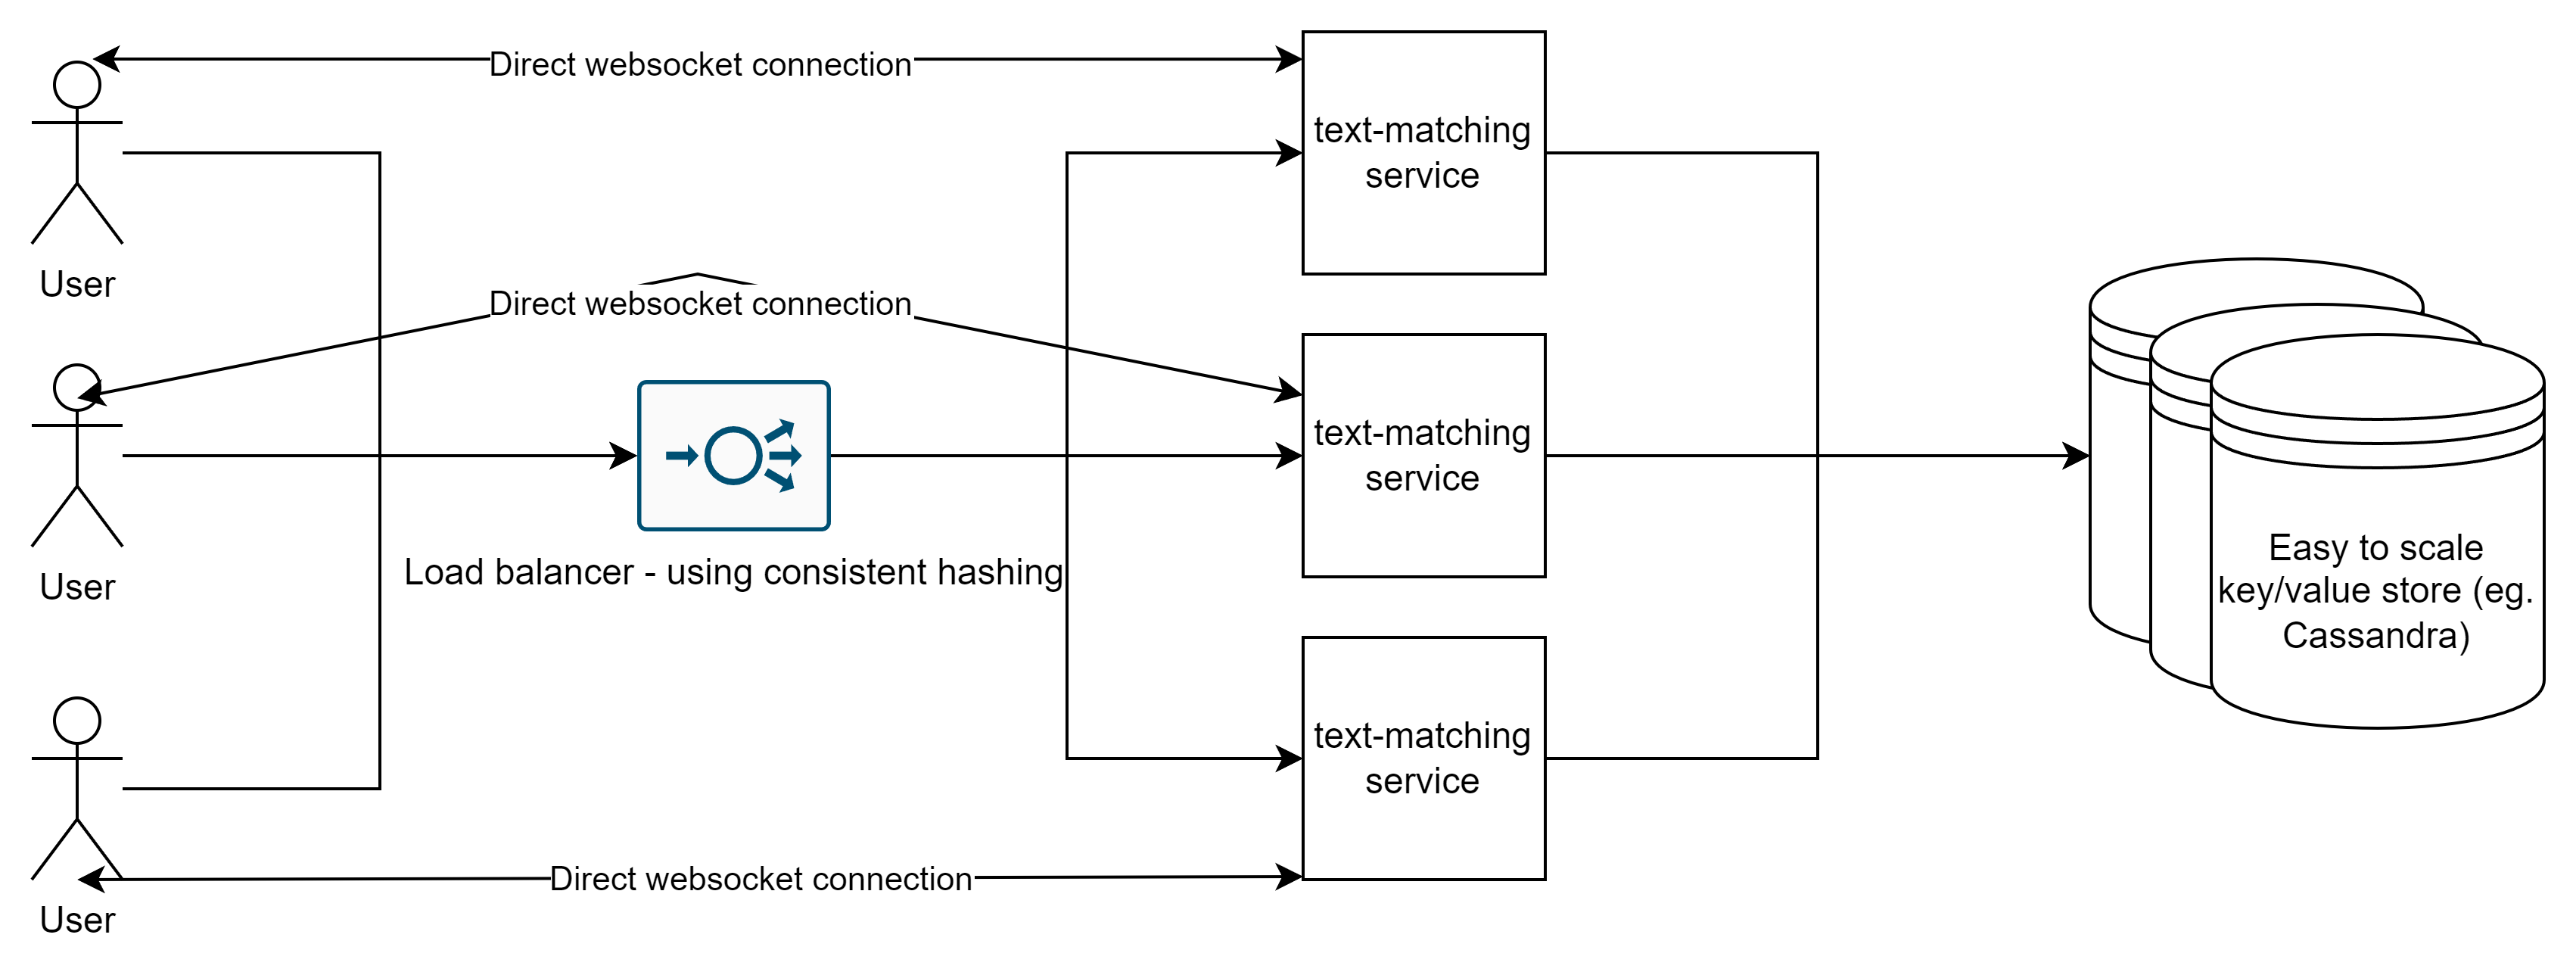 Direct websocket connection
text-matching
service
User
Direct websocket connection
text-matching
service
User
Load balancer - using consistent hashing
Easy to scale
key/value store (eg.
Cassandra)
text-matching
service
Direct websocket connection
User